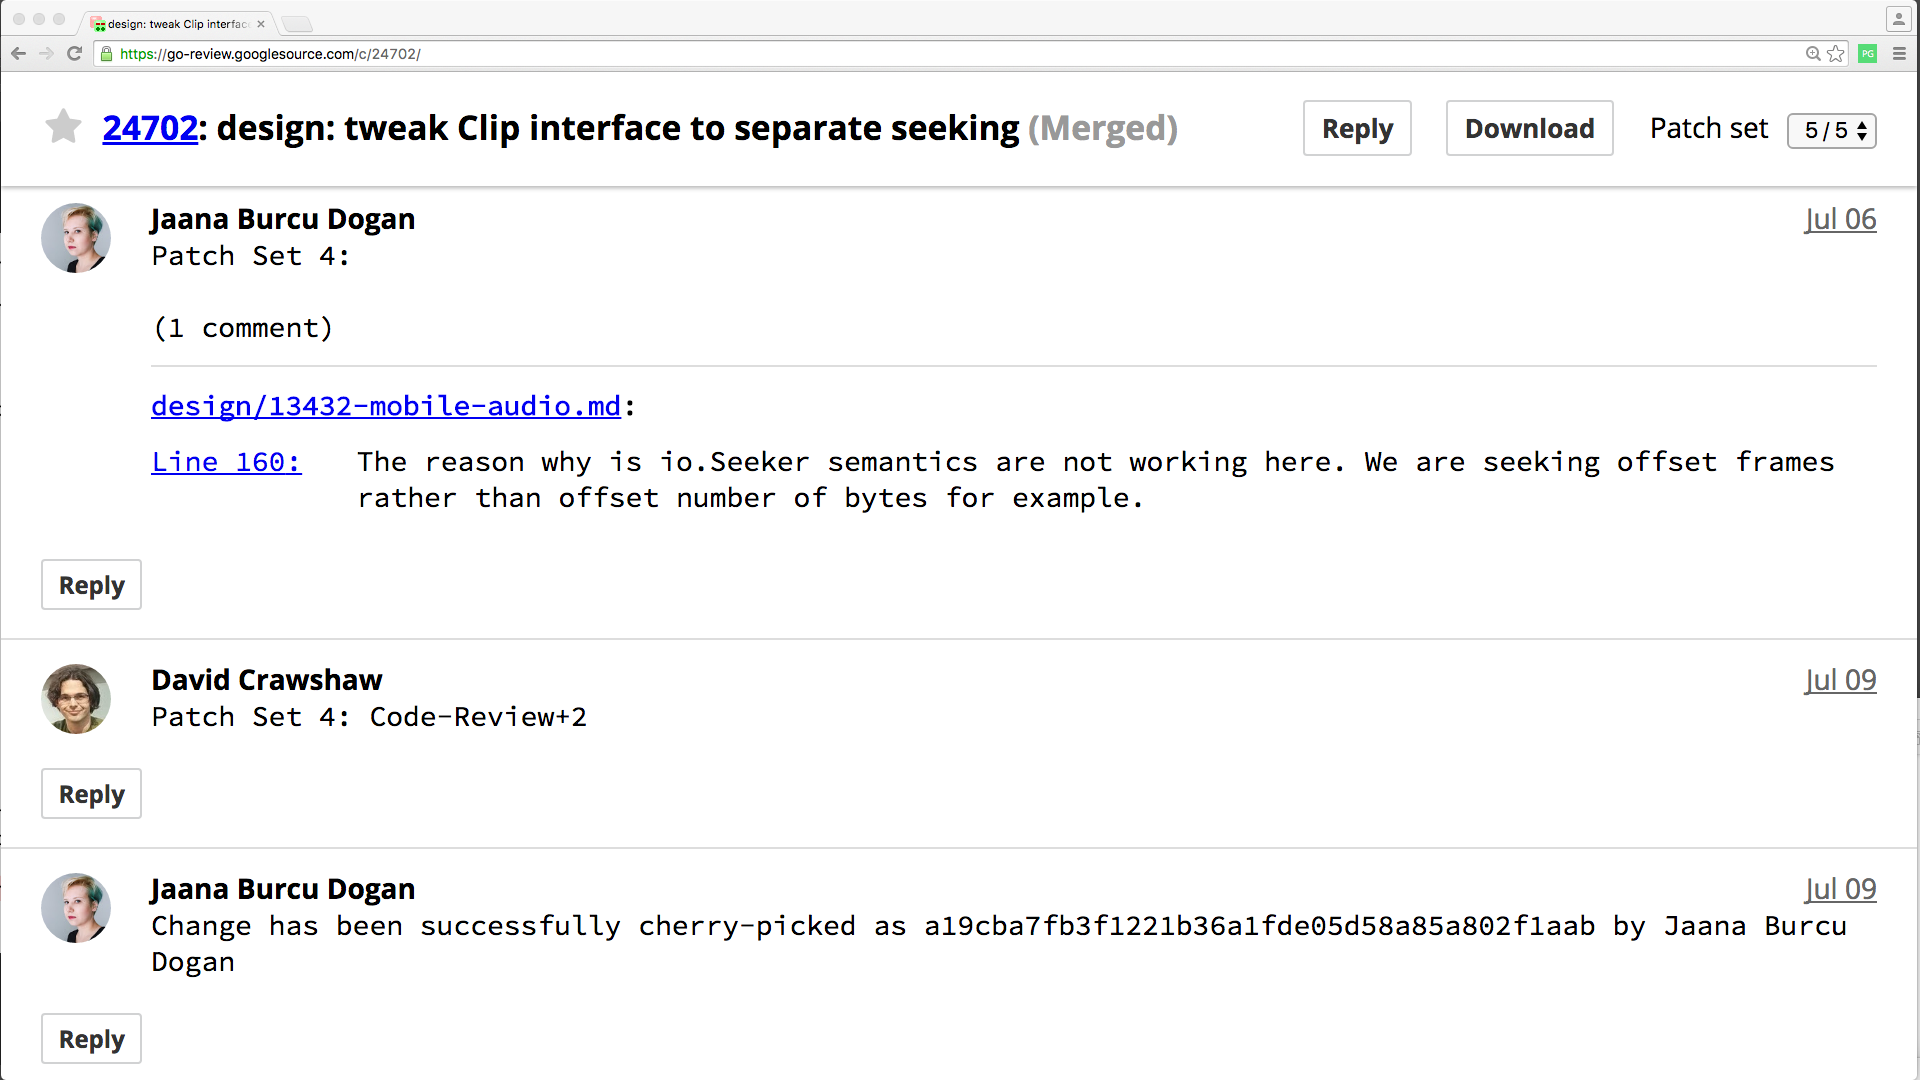 design: tweak Clip interfac
https://go-review.googlesource.com/c/24702/
PG
24702: design: tweak Clip interface to separate seeking (Merged)
Reply
Download
Patch set
5 / 5
Jaana Burcu Dogan
Jul 06
Patch Set 4:
(1 comment)
design/13432-mobile-audio.md:
Line 160: The reason why is io.Seeker semantics are not working here. We are seeking offset frames
rather than offset number of bytes for example.
Reply
David Crawshaw
Jul 09
Patch Set 4: Code-Review+2
Reply
Jaana Burcu Dogan
Jul 09
Change has been successfully cherry-picked as a19cba7fb3f1221b36a1fde05d58a85a802f1aab by Jaana Burcu
Dogan
Reply